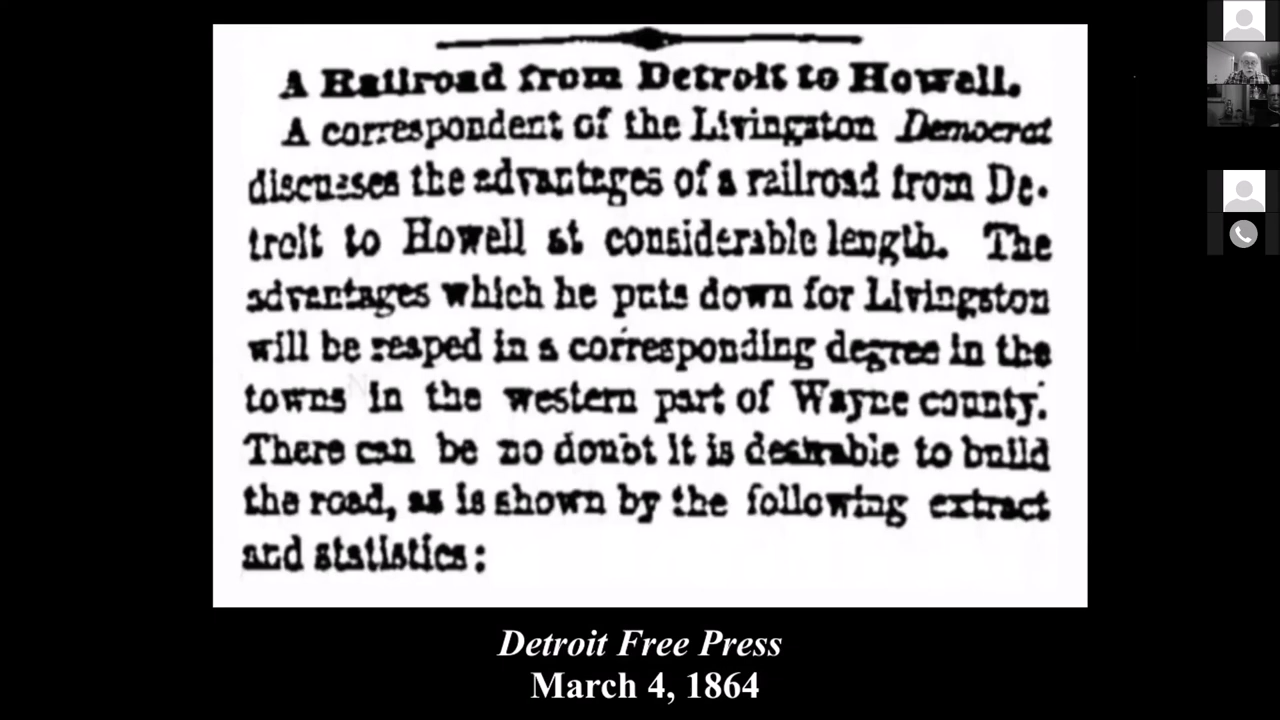 A Railroad from Detroit to Howell.
A correspondent of the Livingston Democrat
discusses the advantages of a railroad from De-
troit to Howell at considerable length. The
advantages which he puts down for Livingston
will be reaped in a corresponding degree in the
towns in the western part of Wayne county.
There can be no doubt it is desirable to build
the road, as is shown by the following extract
and statistics:
Detroit Free Press
March 4, 1864